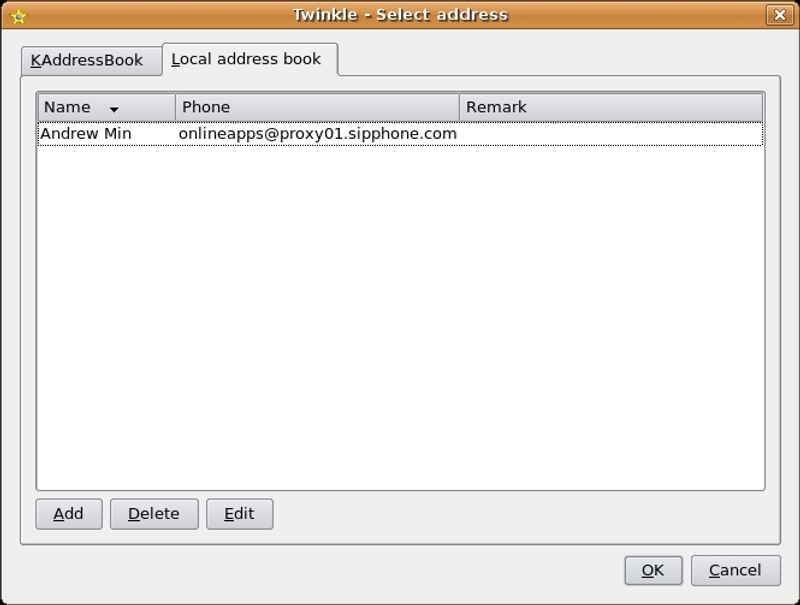 Twinkle - Select address
KAddressBook Local address book
Name Phone Remark
Andrew Min onlineapps@proxy01.sipphone.com
Add Delete Edit
OK Cancel